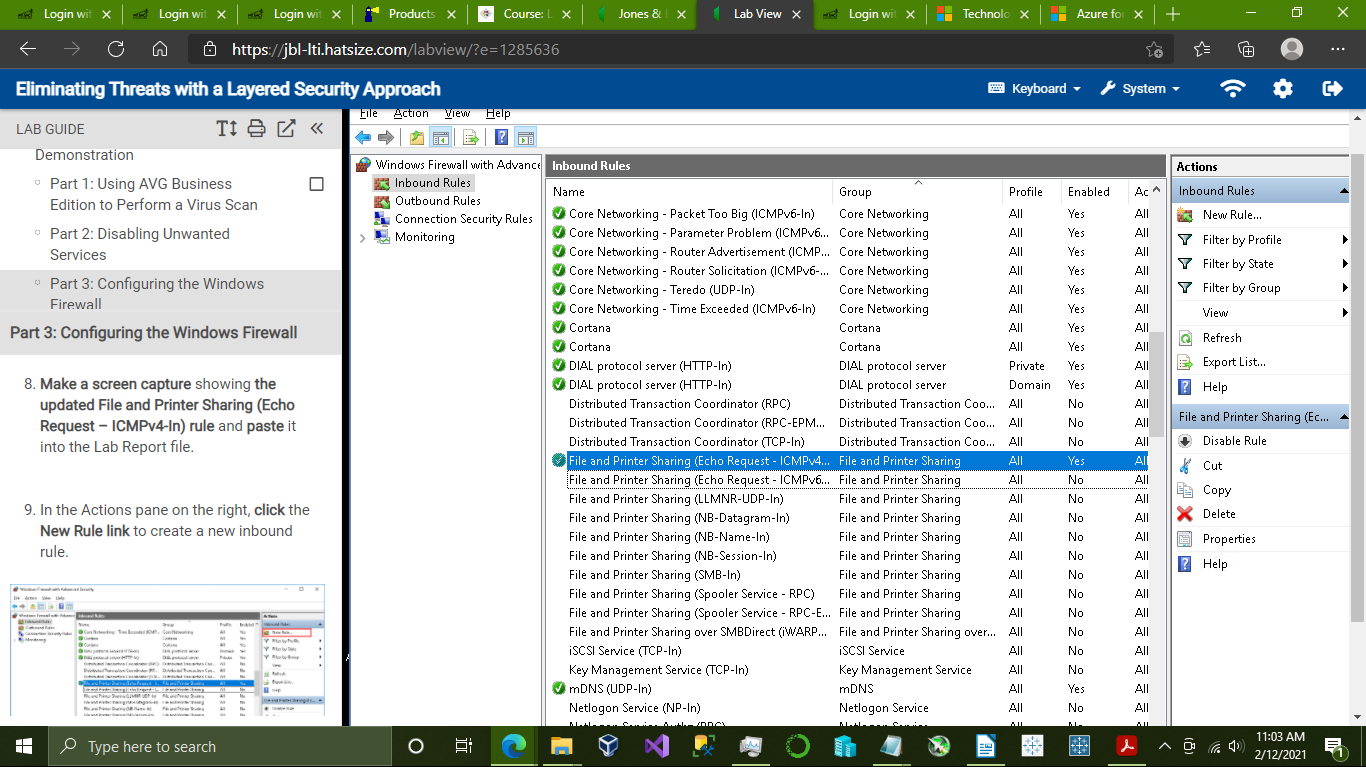 Login wit
Login wit
Login wit
Products
Course: L
Jones & B
Lab View
Login wit
Technolo
Azure for
https://jbl-lti.hatsize.com/labview/?e=1285636
Eliminating Threats with a Layered Security Approach
Keyboard
System
LAB GUIDE
Demonstration
Part 1: Using AVG Business
Edition to Perform a Virus Scan
Part 2: Disabling Unwanted
Services
Part 3: Configuring the Windows
Firewall
Part 3: Configuring the Windows Firewall
8. Make a screen capture showing the
updated File and Printer Sharing (Echo
Request – ICMPv4-In) rule and paste it
into the Lab Report file.
9. In the Actions pane on the right, click the
New Rule link to create a new inbound
rule.
File Action View Help
Windows Firewall with Advance
Inbound Rules
Outbound Rules
Connection Security Rules
Monitoring
Inbound Rules
Name Group Profile Enabled Ac
Core Networking - Packet Too Big (ICMPv6-In) Core Networking All Yes All
Core Networking - Parameter Problem (ICMPv6... Core Networking All Yes All
Core Networking - Router Advertisement (ICMP... Core Networking All Yes All
Core Networking - Router Solicitation (ICMPv6-... Core Networking All Yes All
Core Networking - Teredo (UDP-In) Core Networking All Yes All
Core Networking - Time Exceeded (ICMPv6-In) Core Networking All Yes All
Cortana Cortana All Yes All
Cortana Cortana All Yes All
DIAL protocol server (HTTP-In) DIAL protocol server Private Yes All
DIAL protocol server (HTTP-In) DIAL protocol server Domain Yes All
Distributed Transaction Coordinator (RPC) Distributed Transaction Coo... All No All
Distributed Transaction Coordinator (RPC-EPM... Distributed Transaction Coo... All No All
Distributed Transaction Coordinator (TCP-In) Distributed Transaction Coo... All No All
File and Printer Sharing (Echo Request - ICMPv4... File and Printer Sharing All Yes All
File and Printer Sharing (Echo Request - ICMPv6... File and Printer Sharing All No All
File and Printer Sharing (LLMNR-UDP-In) File and Printer Sharing All No All
File and Printer Sharing (NB-Datagram-In) File and Printer Sharing All No All
File and Printer Sharing (NB-Name-In) File and Printer Sharing All No All
File and Printer Sharing (NB-Session-In) File and Printer Sharing All No All
File and Printer Sharing (SMB-In) File and Printer Sharing All No All
File and Printer Sharing (Spooler Service - RPC) File and Printer Sharing All No All
File and Printer Sharing (Spooler Service - RPC-E... File and Printer Sharing All No All
File and Printer Sharing over SMBDirect (iWARP... File and Printer Sharing over... All No All
iSCSI Service (TCP-In) iSCSI Service All No All
Key Management Service (TCP-In) Key Management Service All No All
mDNS (UDP-In) mDNS All Yes All
Netlogon Service (NP-In) Netlogon Service All No All
Netlogon Service Authz (RPC) Netlogon Service All No All
Actions
Inbound Rules
New Rule...
Filter by Profile
Filter by State
Filter by Group
View
Refresh
Export List...
Help
File and Printer Sharing (Ec...
Disable Rule
Cut
Copy
Delete
Properties
Help
Type here to search
11:03 AM
2/12/2021
1